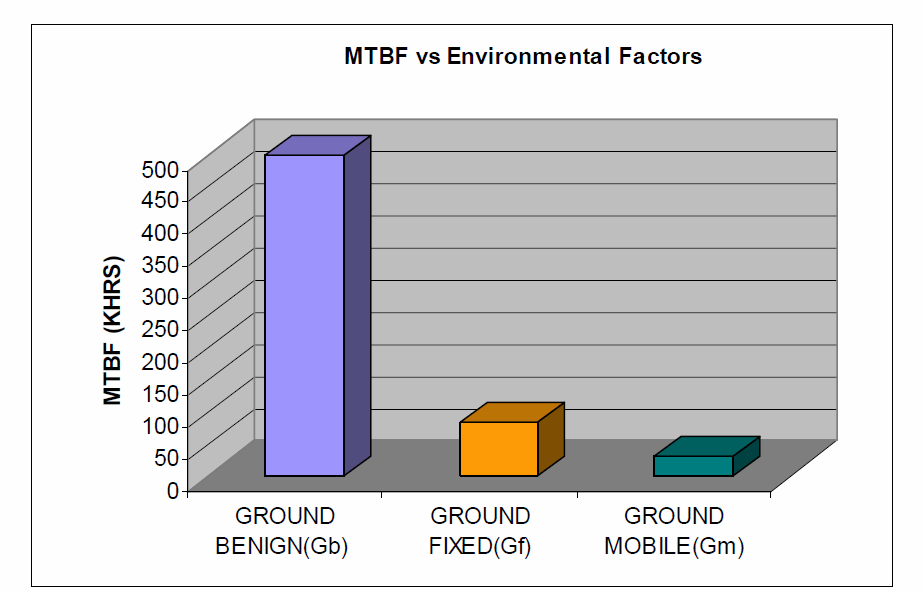 MTBF vs Environmental Factors
MTBF (KHRS)
500
450
400
350
300
250
200
150
100
50
0
GROUND
BENIGN(Gb)
GROUND
FIXED(Gf)
GROUND
MOBILE(Gm)